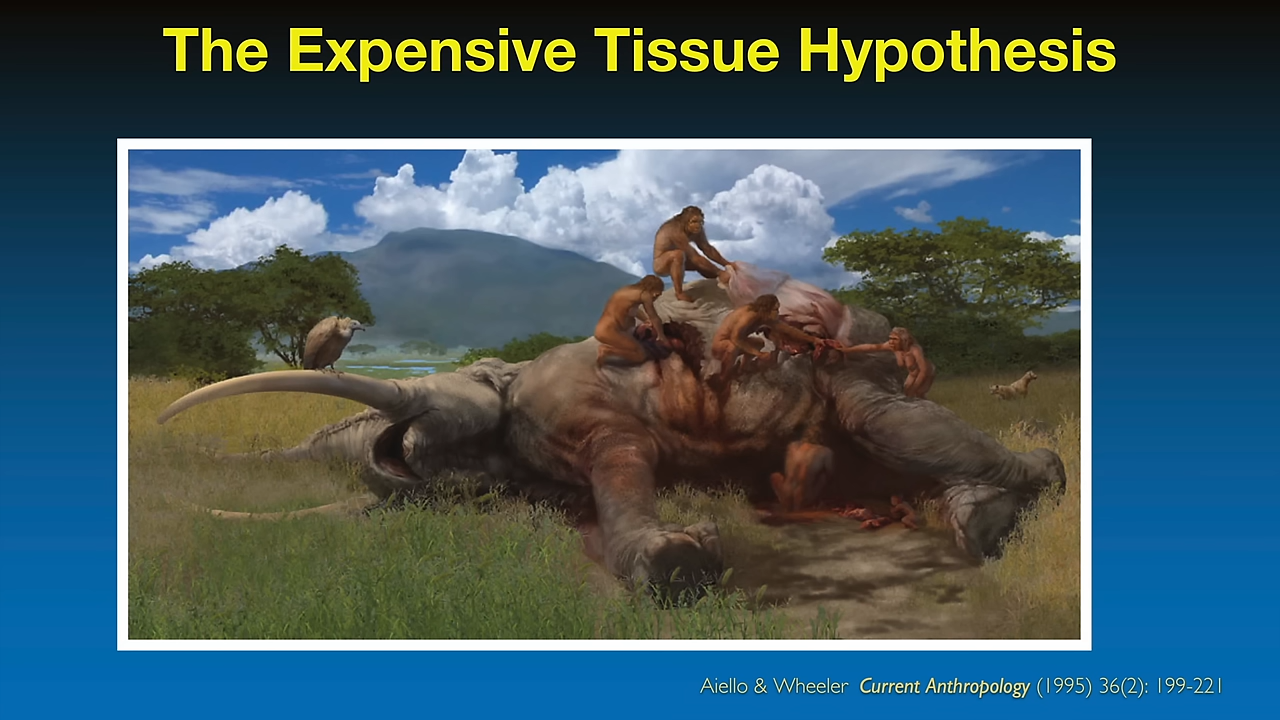 The Expensive Tissue Hypothesis
Aiello & Wheeler Current Anthropology (1995) 36(2): 199-221